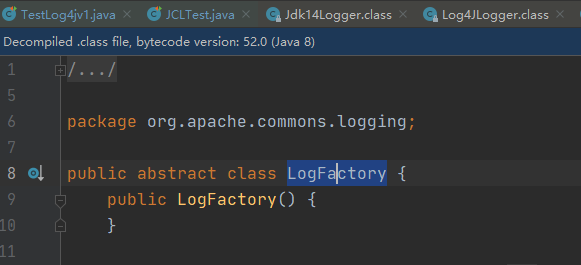 TestLog4jv1.java JCLTest.java Jdk14Logger.class Log4JLogger.class
Decompiled .class file, bytecode version: 52.0 (Java 8)
1 /.../
5
6 package org.apache.commons.logging;
7
8 public abstract class LogFactory {
9 public LogFactory() {
10 }
11